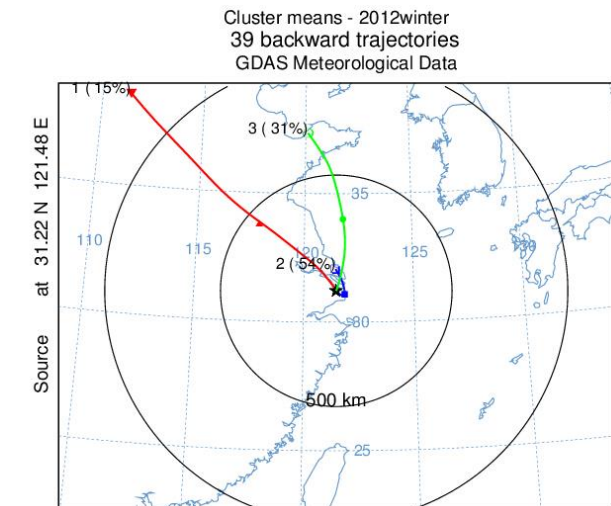 Cluster means - 2012winter
39 backward trajectories
GDAS Meteorological Data
Source at 31.22 N 121.48 E
1 ( 15%)
3 ( 31%)
35
110
115
120
125
130
2 ( 54%)
30
500 km
25